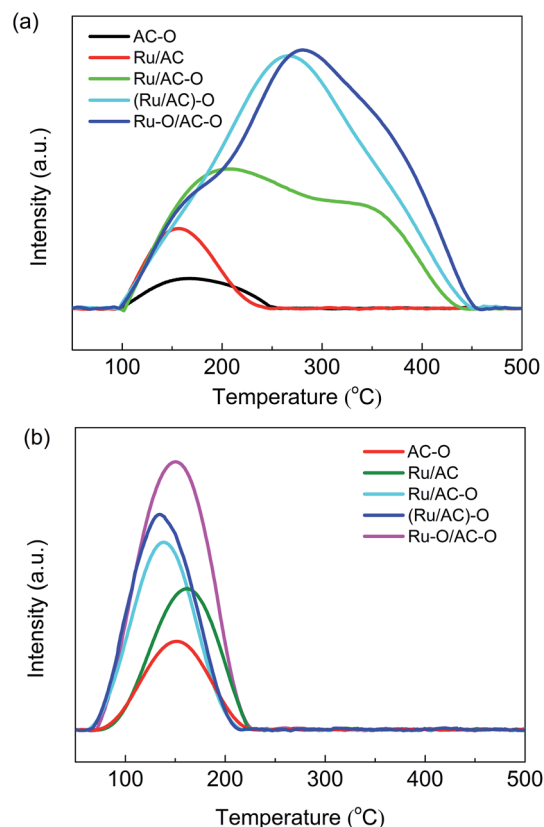 (a)
AC-O
Ru/AC
Ru/AC-O
(Ru/AC)-O
Ru-O/AC-O
Intensity (a.u.)
100 200 300 400 500
Temperature (°C)
(b)
AC-O
Ru/AC
Ru/AC-O
(Ru/AC)-O
Ru-O/AC-O
Intensity (a.u.)
100 200 300 400 500
Temperature (°C)